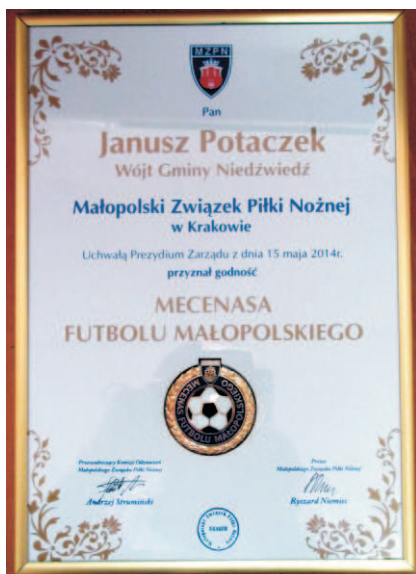 MZPN
Pan
Janusz Potaczek
Wójt Gminy Niedźwiedź
Małopolski Związek Piłki Nożnej
w Krakowie
Uchwałą Prezydium Zarządu z dnia 15 maja 2014r.
przyznał godność
MECENASA
FUTBOLU MAŁOPOLSKIEGO
MECENAS FUTBOLU MAŁOPOLSKIEGO
Przewodniczący Komisji Odznaczeń
Małopolskiego Związku Piłki Nożnej
Andrzej Strumiński
Prezes
Małopolskiego Związku Piłki Nożnej
Ryszard Niemiec
KRAKÓW